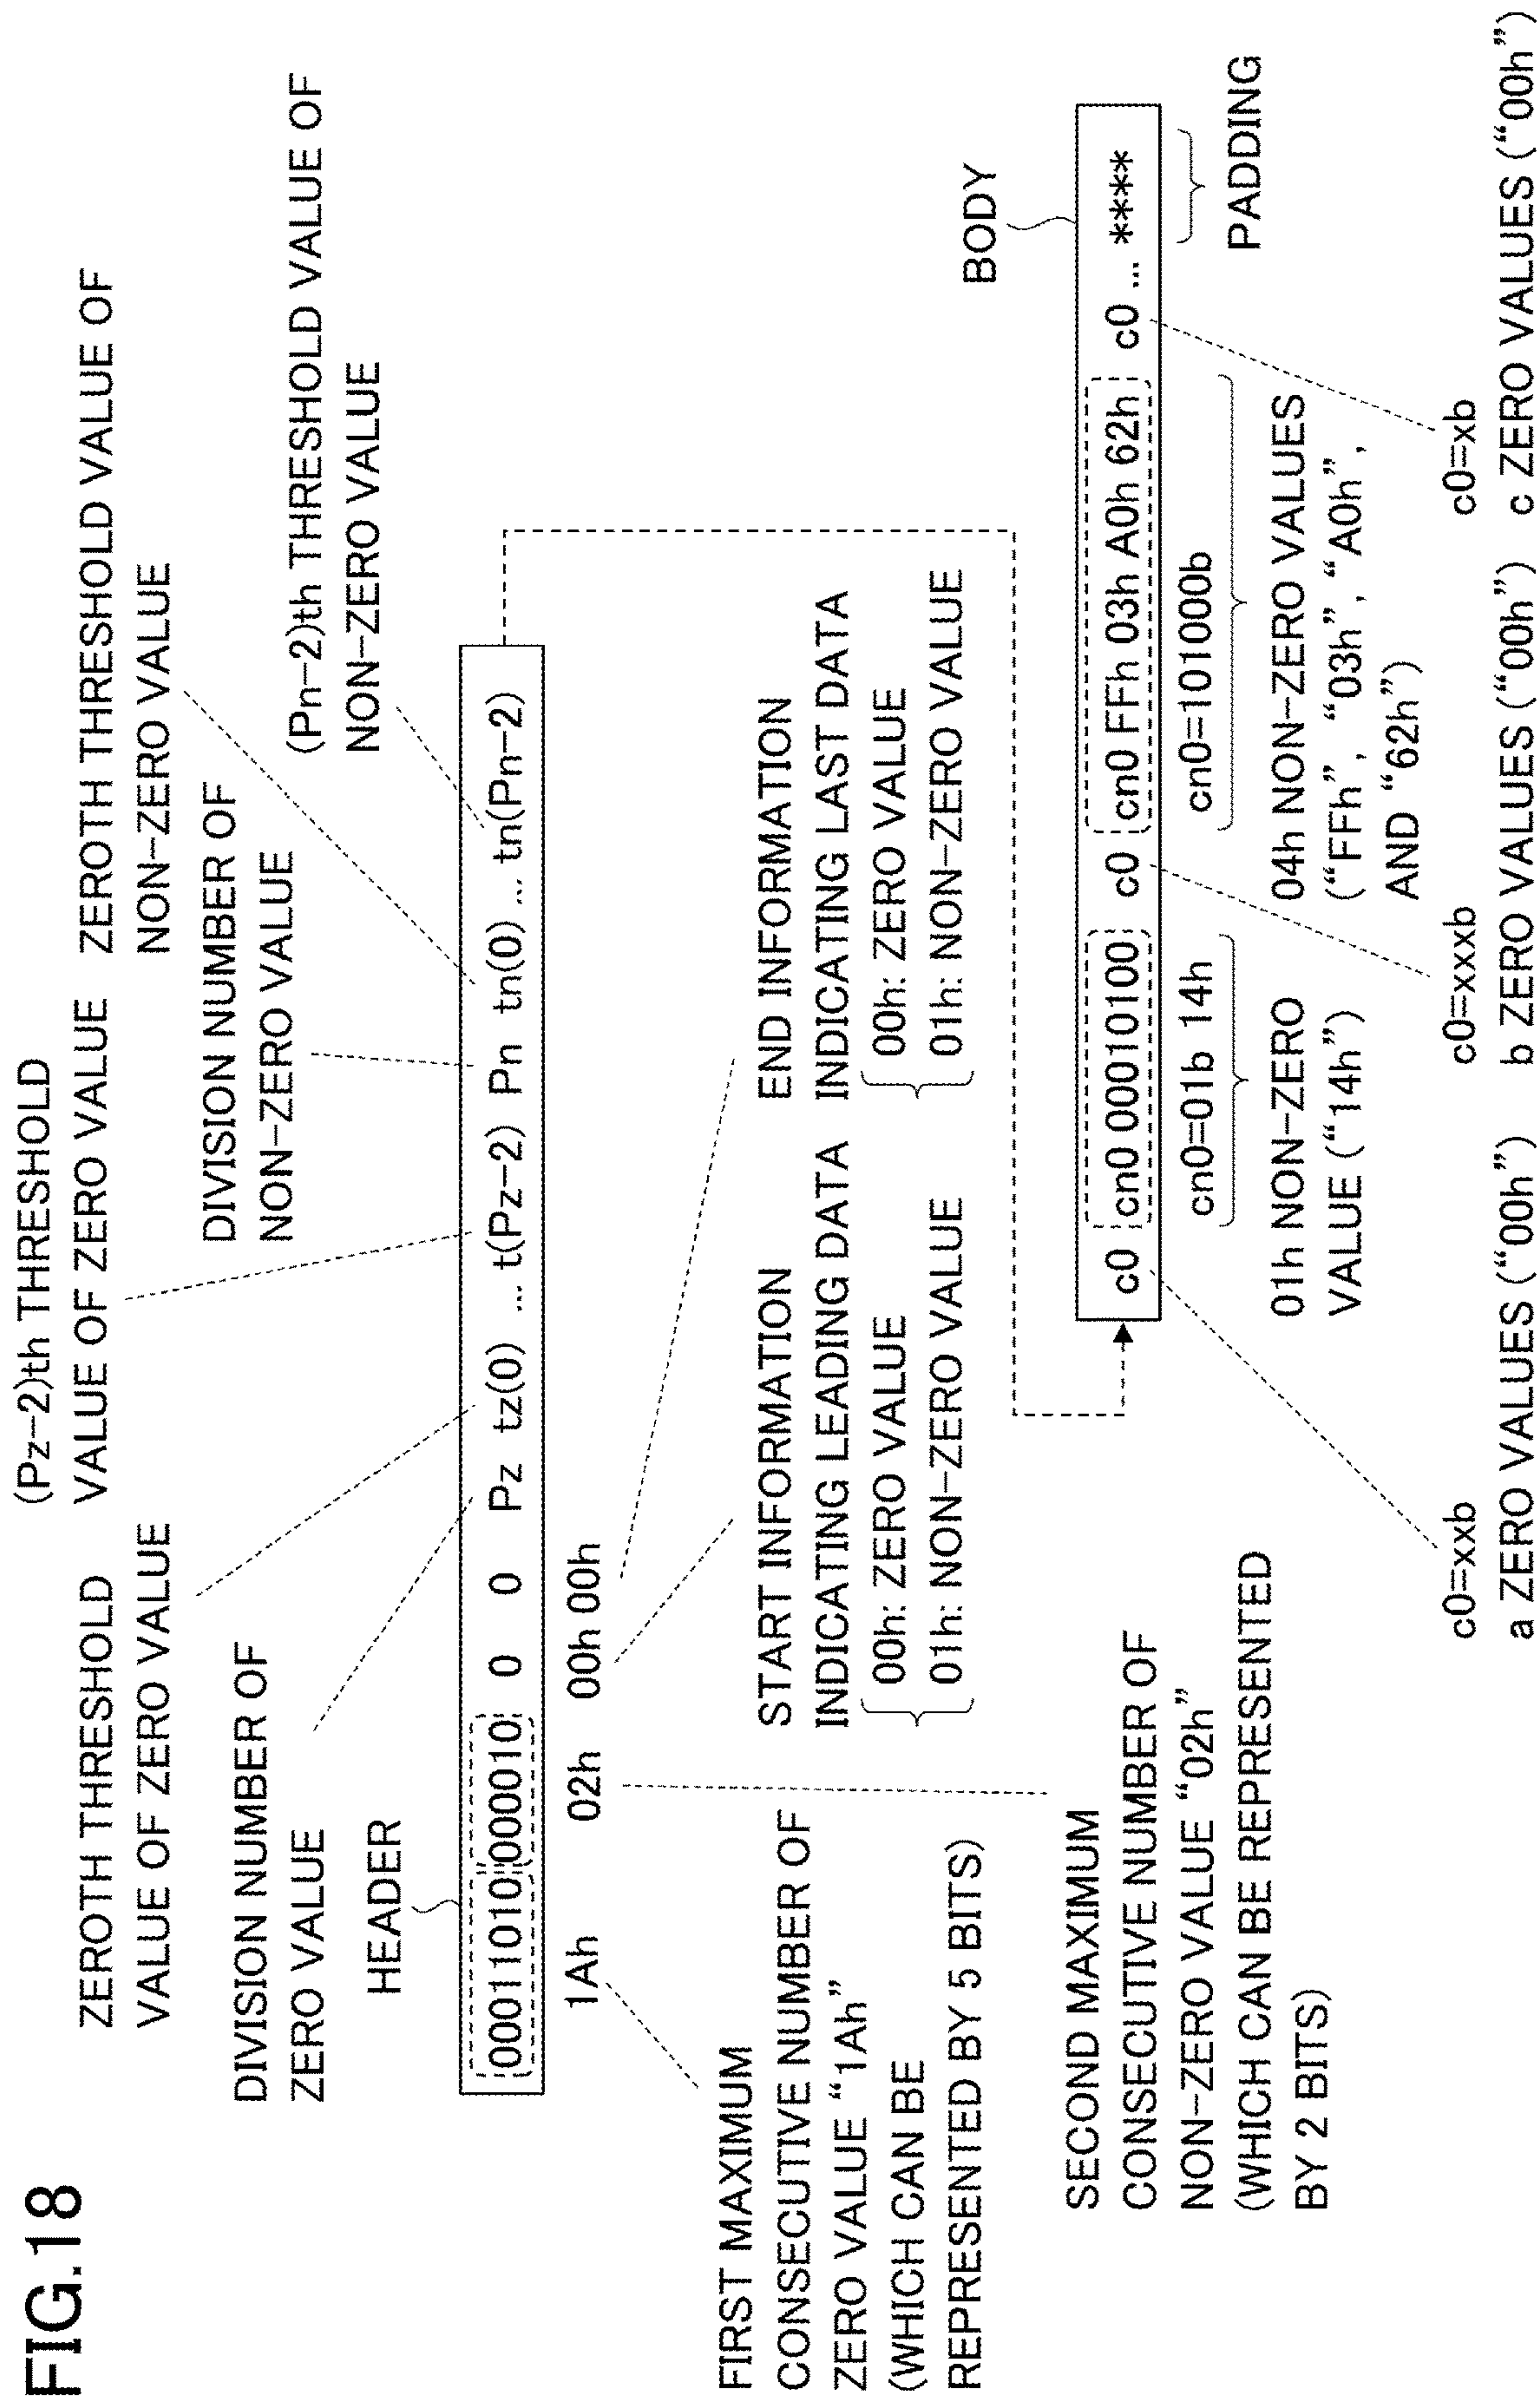 FIG.18
ZEROTH THRESHOLD
VALUE OF ZERO VALUE
(Pz-2)th THRESHOLD
VALUE OF ZERO VALUE
ZEROTH THRESHOLD VALUE OF
NON-ZERO VALUE
DIVISION NUMBER OF
ZERO VALUE
DIVISION NUMBER OF
NON-ZERO VALUE
(Pn-2)th THRESHOLD VALUE OF
NON-ZERO VALUE
HEADER
00011010 000010 0 0 Pz tz(0) ... t(Pz-2) Pn tn(0) ... tn(Pn-2)
1Ah 02h 00h 00h
FIRST MAXIMUM
CONSECUTIVE NUMBER OF
ZERO VALUE “1Ah”
(WHICH CAN BE
REPRESENTED BY 5 BITS)
START INFORMATION
INDICATING LEADING DATA
00h: ZERO VALUE
01h: NON-ZERO VALUE
END INFORMATION
INDICATING LAST DATA
00h: ZERO VALUE
01h: NON-ZERO VALUE
SECOND MAXIMUM
CONSECUTIVE NUMBER OF
NON-ZERO VALUE “02h”
(WHICH CAN BE REPRESENTED
BY 2 BITS)
BODY
c0 cn0 00010100 c0 cn0 FFh 03h A0h 62h c0 ... ****
cn0=01b 14h
cn0=101000b
PADDING
01h NON-ZERO
VALUE (“14h”)
04h NON-ZERO VALUES
(“FFh”, “03h”, “A0h”,
AND “62h”)
c0=xxb
a ZERO VALUES (“00h”)
c0=xxxb
b ZERO VALUES (“00h”)
c0=xb
c ZERO VALUES (“00h”)